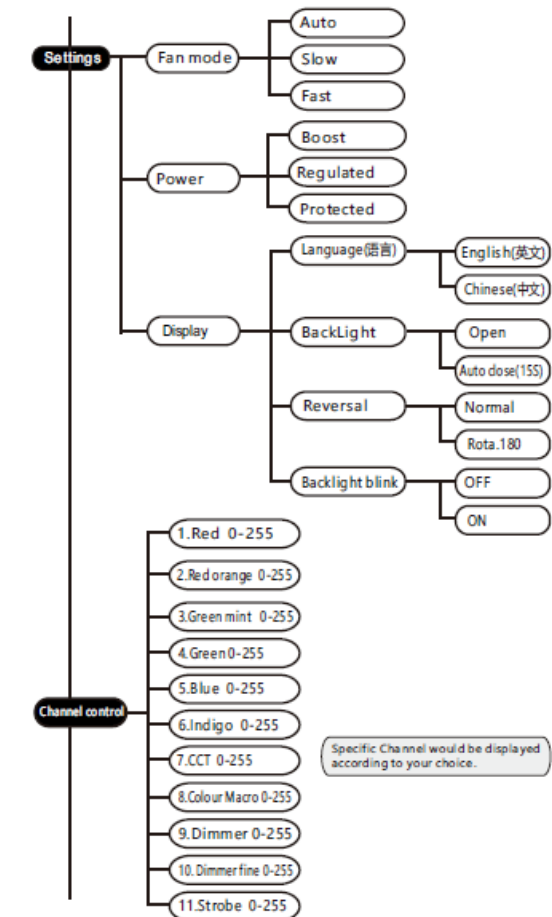 Settings
Fan mode
Auto
Slow
Fast
Power
Boost
Regulated
Protected
Display
Language(语言)
English(英文)
Chinese(中文)
BackLight
Open
Auto dose(15S)
Reversal
Normal
Rota.180
Backlight blink
OFF
ON
Channel control
1.Red 0-255
2.Red orange 0-255
3.Green mint 0-255
4.Green 0-255
5.Blue 0-255
6.Indigo 0-255
7.CCT 0-255
8.Colour Macro 0-255
9.Dimmer 0-255
10. Dimmer fine 0-255
11.Strobe 0-255
Specific Channel would be displayed
according to your choice.